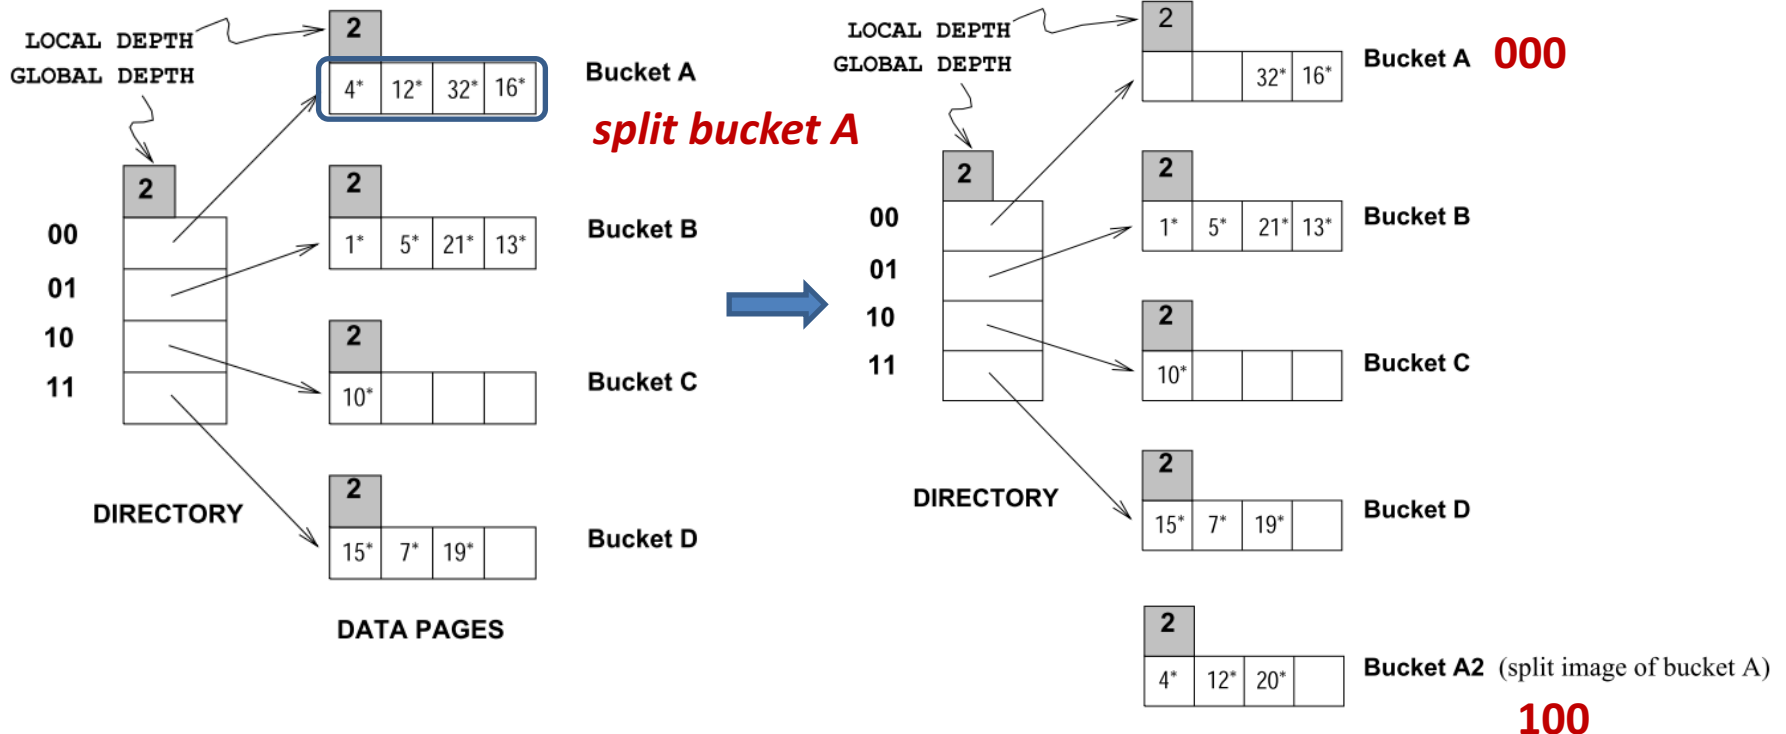 LOCAL DEPTH
GLOBAL DEPTH
2
4* 12* 32* 16*
Bucket A
split bucket A
2
00
01
10
11
2
1* 5* 21* 13*
Bucket B
2
10*
Bucket C
2
15* 7* 19*
Bucket D
DIRECTORY
DATA PAGES
LOCAL DEPTH
GLOBAL DEPTH
2
32* 16*
Bucket A 000
2
00
01
10
11
2
1* 5* 21* 13*
Bucket B
2
10*
Bucket C
2
15* 7* 19*
Bucket D
DIRECTORY
2
4* 12* 20*
Bucket A2 (split image of bucket A)
100